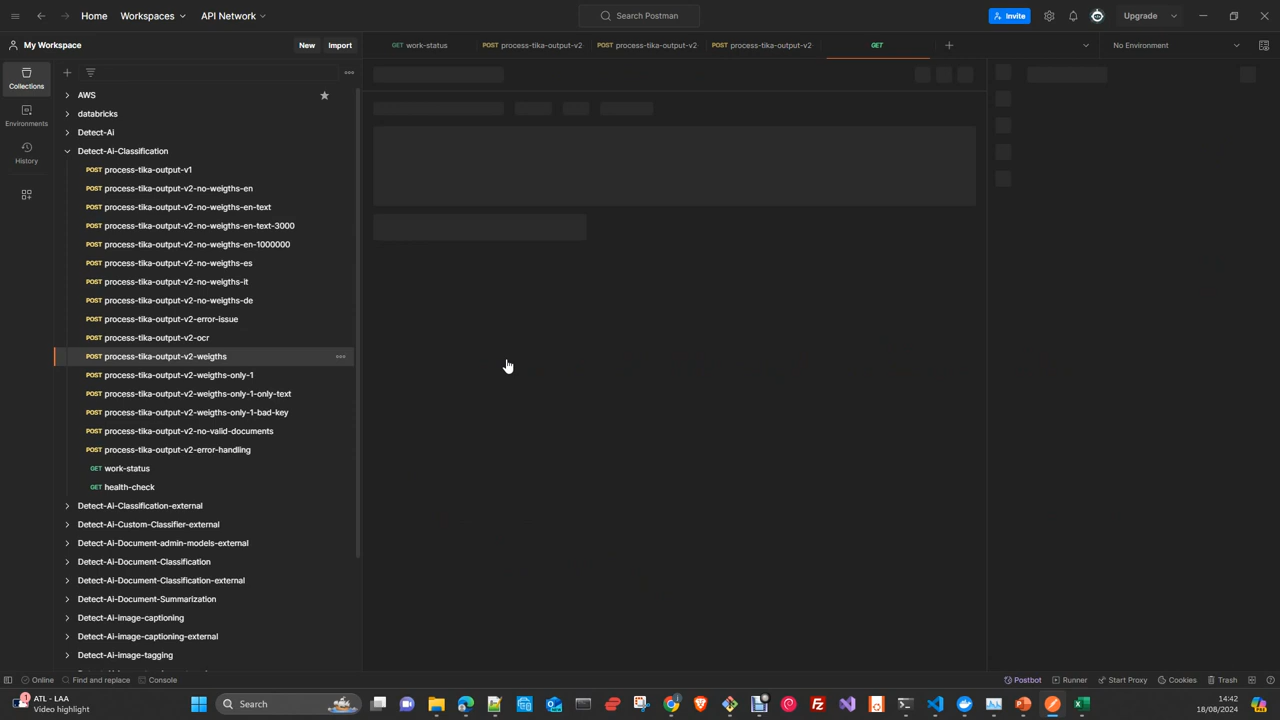 Home
Workspaces
API Network
Search Postman
Invite
Upgrade
My Workspace
New
Import
GET work-status
POST process-tika-output-v2
POST process-tika-output-v2
POST process-tika-output-v2
GET
No Environment
Collections
Environments
History
AWS
databricks
Detect-Ai
Detect-Ai-Classification
POST process-tika-output-v1
POST process-tika-output-v2-no-weigths-en
POST process-tika-output-v2-no-weigths-en-text
POST process-tika-output-v2-no-weigths-en-text-3000
POST process-tika-output-v2-no-weigths-en-1000000
POST process-tika-output-v2-no-weigths-es
POST process-tika-output-v2-no-weigths-it
POST process-tika-output-v2-no-weigths-de
POST process-tika-output-v2-error-issue
POST process-tika-output-v2-ocr
POST process-tika-output-v2-weigths
POST process-tika-output-v2-weigths-only-1
POST process-tika-output-v2-weigths-only-1-only-text
POST process-tika-output-v2-weigths-only-1-bad-key
POST process-tika-output-v2-no-valid-documents
POST process-tika-output-v2-error-handling
GET work-status
GET health-check
Detect-Ai-Classification-external
Detect-Ai-Custom-Classifier-external
Detect-Ai-Document-admin-models-external
Detect-Ai-Document-Classification
Detect-Ai-Document-Classification-external
Detect-Ai-Document-Summarization
Detect-Ai-image-captioning
Detect-Ai-image-captioning-external
Detect-Ai-image-tagging
Online
Find and replace
Console
Postbot
Runner
Start Proxy
Cookies
Trash
1
ATL - LAA
Video highlight
Search
14:42
18/08/2024